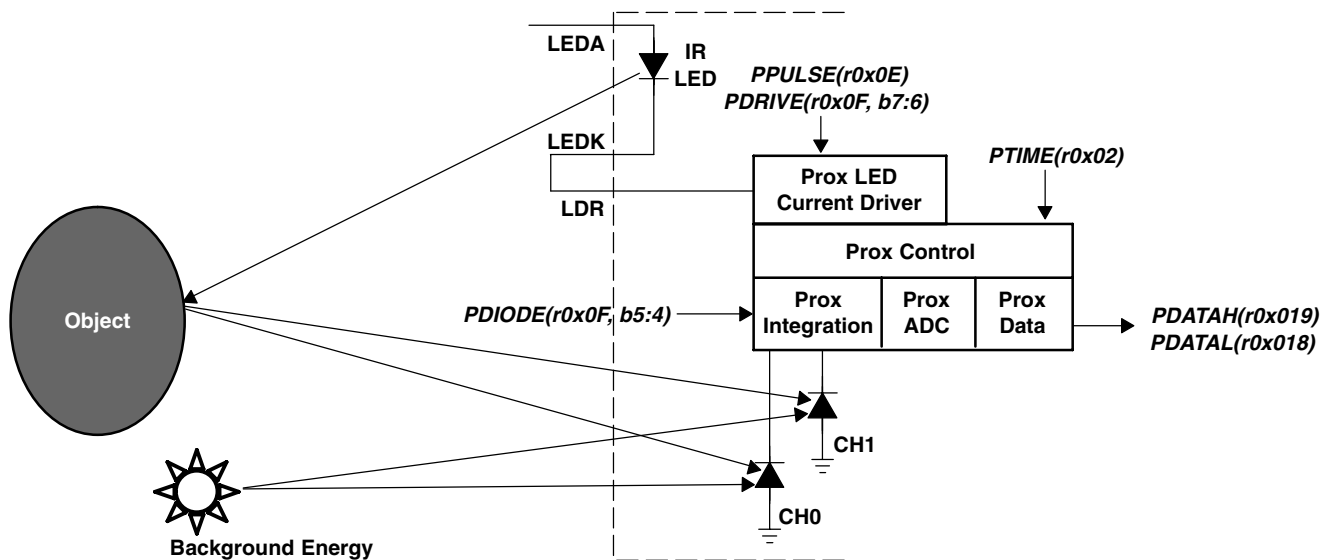 LEDA
IR
LED
PPULSE(r0x0E)
PDRIVE(r0x0F, b7:6)
LEDK
PTIME(r0x02)
Prox LED
Current Driver
LDR
Prox Control
Object
PDIODE(r0x0F, b5:4)
Prox
Integration
Prox
ADC
Prox
Data
PDATAH(r0x019)
PDATAL(r0x018)
CH1
CH0
Background Energy